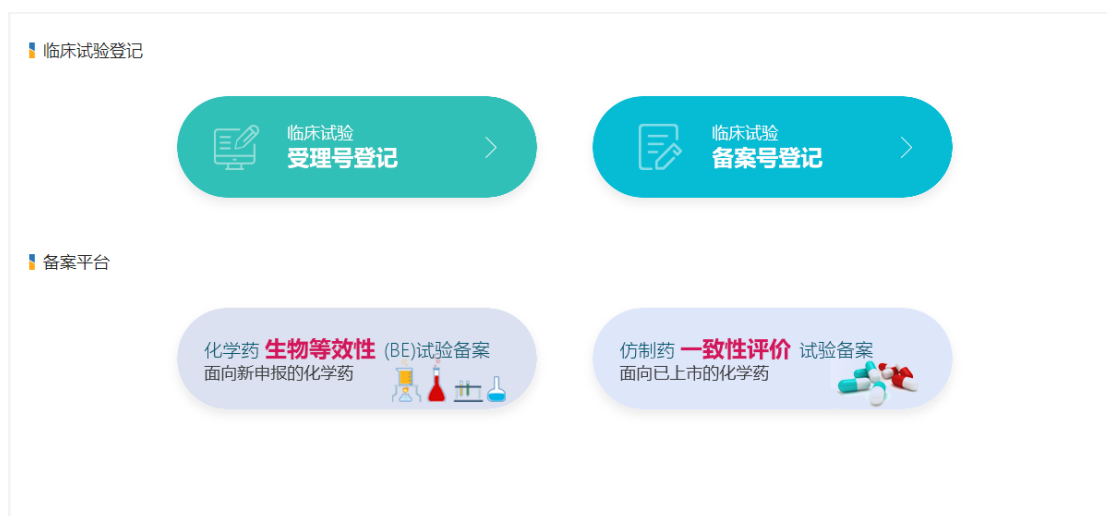 临床试验登记
临床试验
受理号登记
临床试验
备案号登记
备案平台
化学药 生物等效性 (BE)试验备案
面向新申报的化学药
仿制药 一致性评价 试验备案
面向已上市的化学药